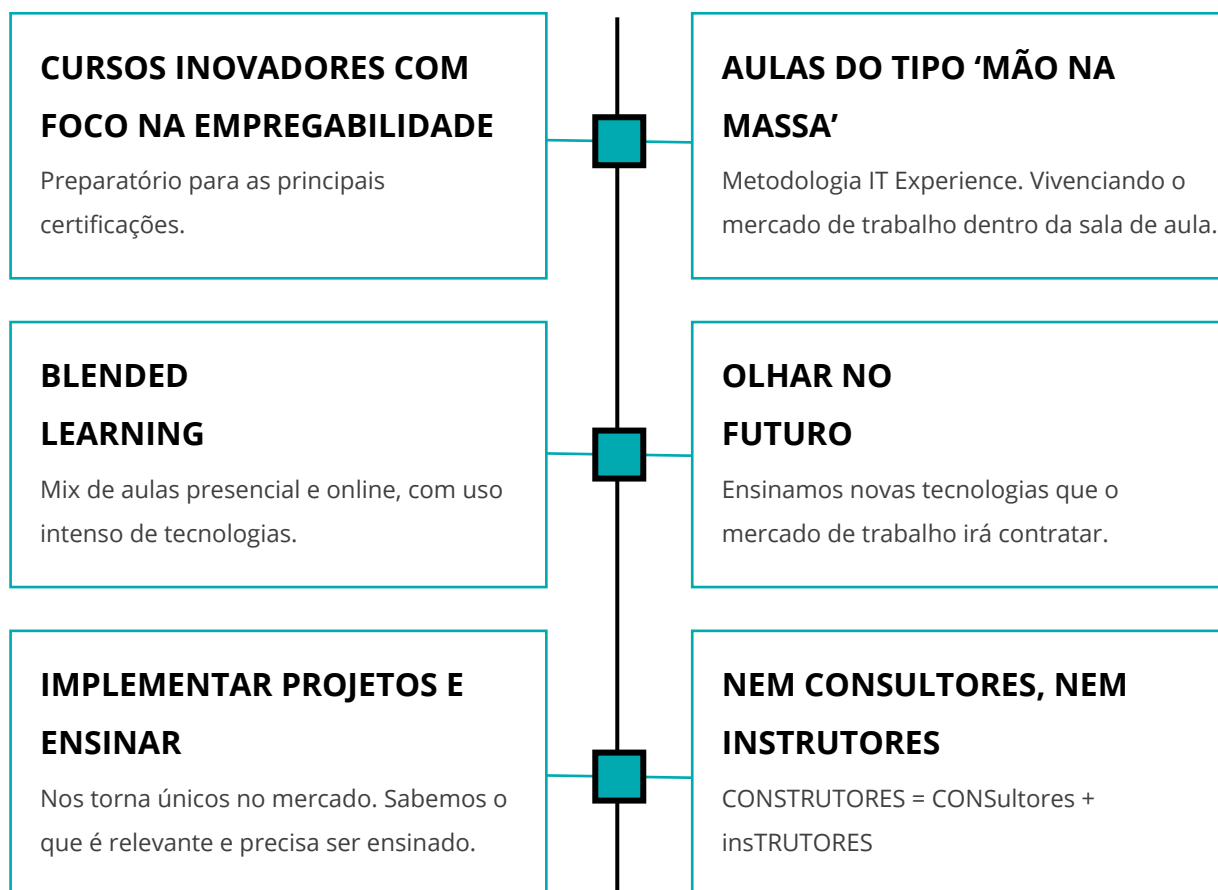 CURSOS INOVADORES COM
FOCO NA EMPREGABILIDADE
Preparatório para as principais
certificações.
AULAS DO TIPO ‘MÃO NA
MASSA’
Metodologia IT Experience. Vivenciando o
mercado de trabalho dentro da sala de aula.
BLENDED
LEARNING
Mix de aulas presencial e online, com uso
intenso de tecnologias.
OLHAR NO
FUTURO
Ensinamos novas tecnologias que o
mercado de trabalho irá contratar.
IMPLEMENTAR PROJETOS E
ENSINAR
Nos torna únicos no mercado. Sabemos o
que é relevante e precisa ser ensinado.
NEM CONSULTORES, NEM
INSTRUTORES
CONSTRUTORES = CONSultores +
insTRUTORES